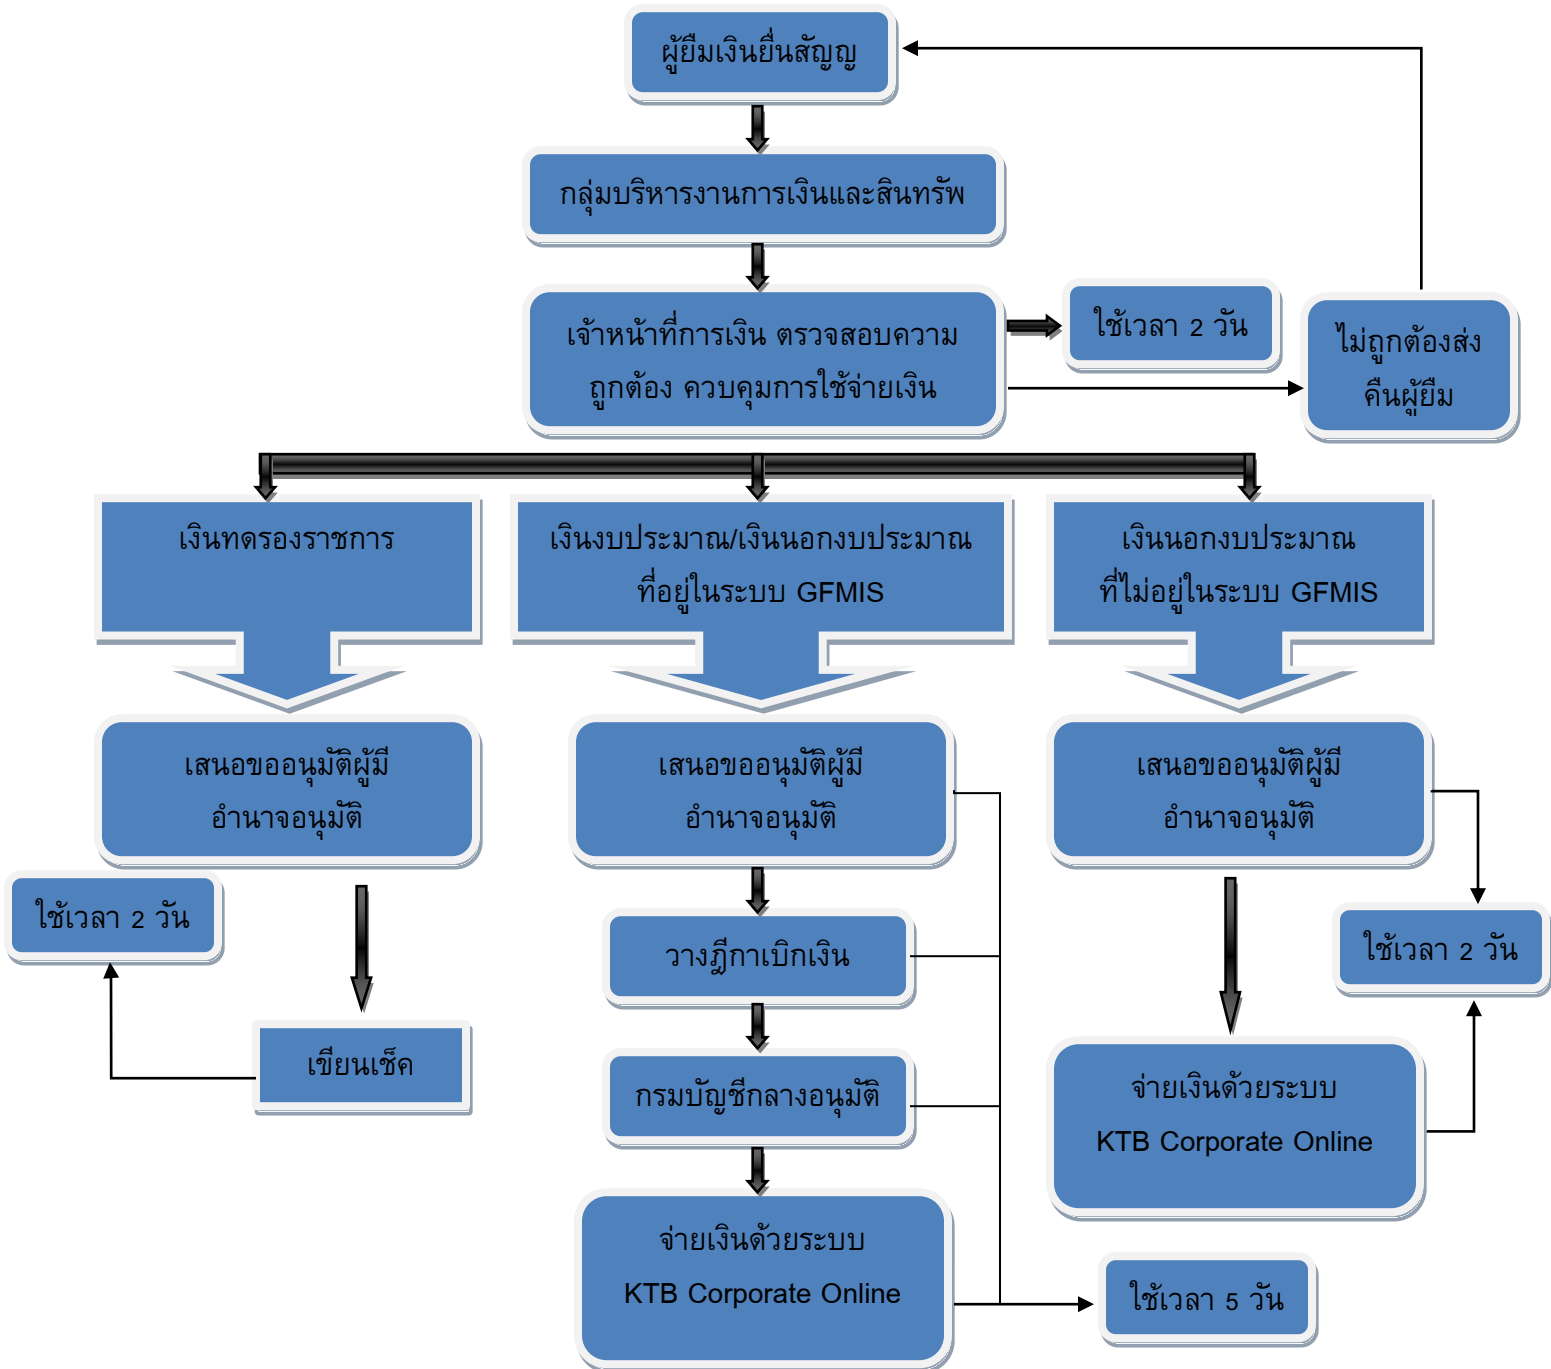 ผู้ยืมเงินยื่นสัญญ
กลุ่มบริหารงานการเงินและสินทรัพ
เจ้าหน้าที่การเงิน ตรวจสอบความ
ถูกต้อง ควบคุมการใช้จ่ายเงิน
ใช้เวลา 2 วัน
ไม่ถูกต้องส่ง
คืนผู้ยืม
เงินทดรองราชการ
เงินงบประมาณ/เงินนอกงบประมาณ
ที่อยู่ในระบบ GFMIS
เงินนอกงบประมาณ
ที่ไม่อยู่ในระบบ GFMIS
เสนอขออนุมัติผู้มี
อำนาจอนุมัติ
เสนอขออนุมัติผู้มี
อำนาจอนุมัติ
เสนอขออนุมัติผู้มี
อำนาจอนุมัติ
ใช้เวลา 2 วัน
วางฎีกาเบิกเงิน
ใช้เวลา 2 วัน
เขียนเช็ค
กรมบัญชีกลางอนุมัติ
จ่ายเงินด้วยระบบ
KTB Corporate Online
จ่ายเงินด้วยระบบ
KTB Corporate Online
ใช้เวลา 5 วัน